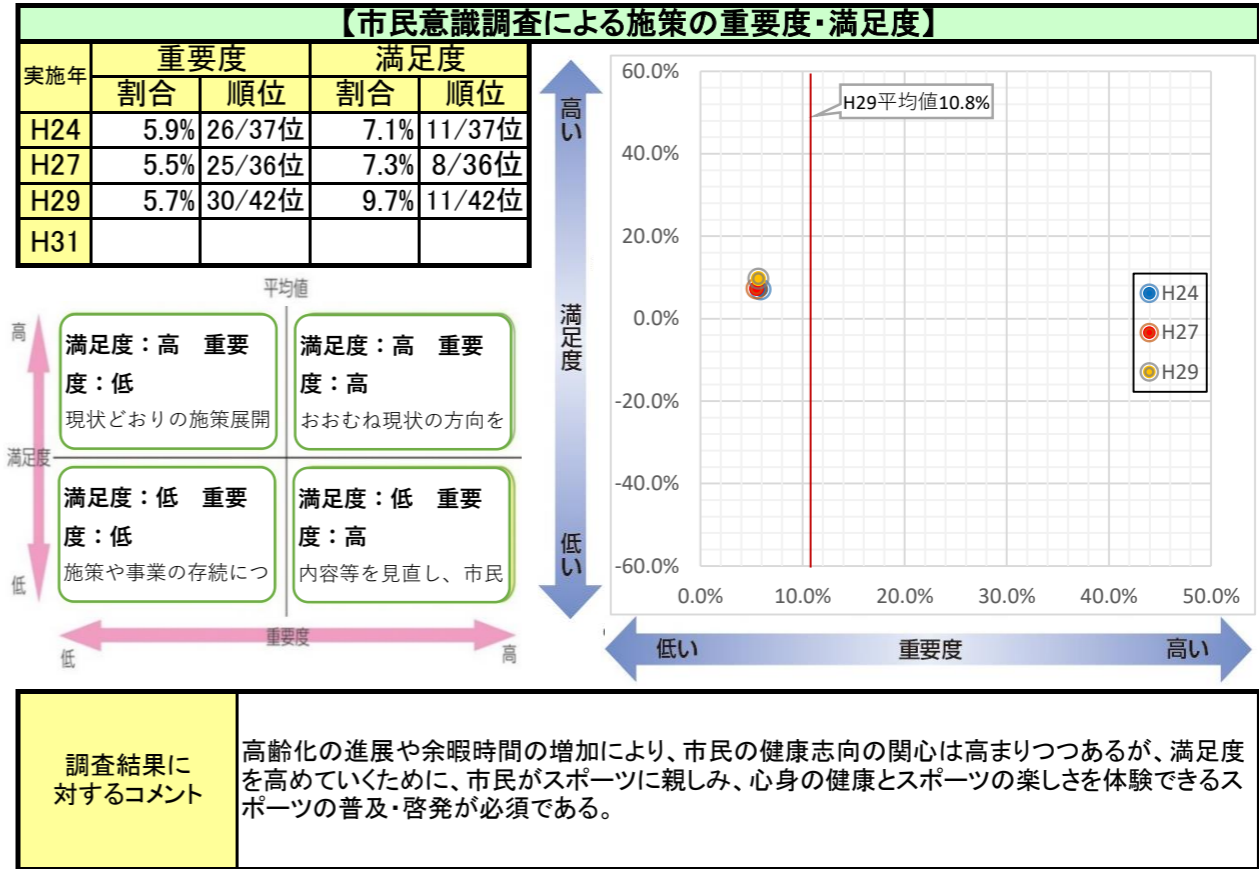 【市民意識調査による施策の重要度・満足度】
実施年 重要度 満足度
割合 順位 割合 順位
H24 5.9% 26/37位 7.1% 11/37位
H27 5.5% 25/36位 7.3% 8/36位
H29 5.7% 30/42位 9.7% 11/42位
H31
平均値
高
満足度：高　重要
度：低
現状どおりの施策展開
満足度：高　重要
度：高
おおむね現状の方向を
満足度
満足度：低　重要
度：低
施策や事業の存続につ
満足度：低　重要
度：高
内容等を見直し、市民
低
重要度
低
高
高い
満足度
低い
60.0%
40.0%
20.0%
0.0%
-20.0%
-40.0%
-60.0%
H29平均値10.8%
H24
H27
H29
0.0% 10.0% 20.0% 30.0% 40.0% 50.0%
低い 重要度 高い
調査結果に
対するコメント
高齢化の進展や余暇時間の増加により、市民の健康志向の関心は高まりつつあるが、満足度
を高めていくために、市民がスポーツに親しみ、心身の健康とスポーツの楽しさを体験できるス
ポーツの普及・啓発が必須である。